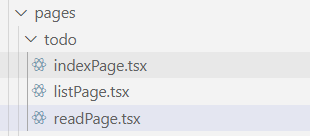 pages
todo
indexPage.tsx
listPage.tsx
readPage.tsx